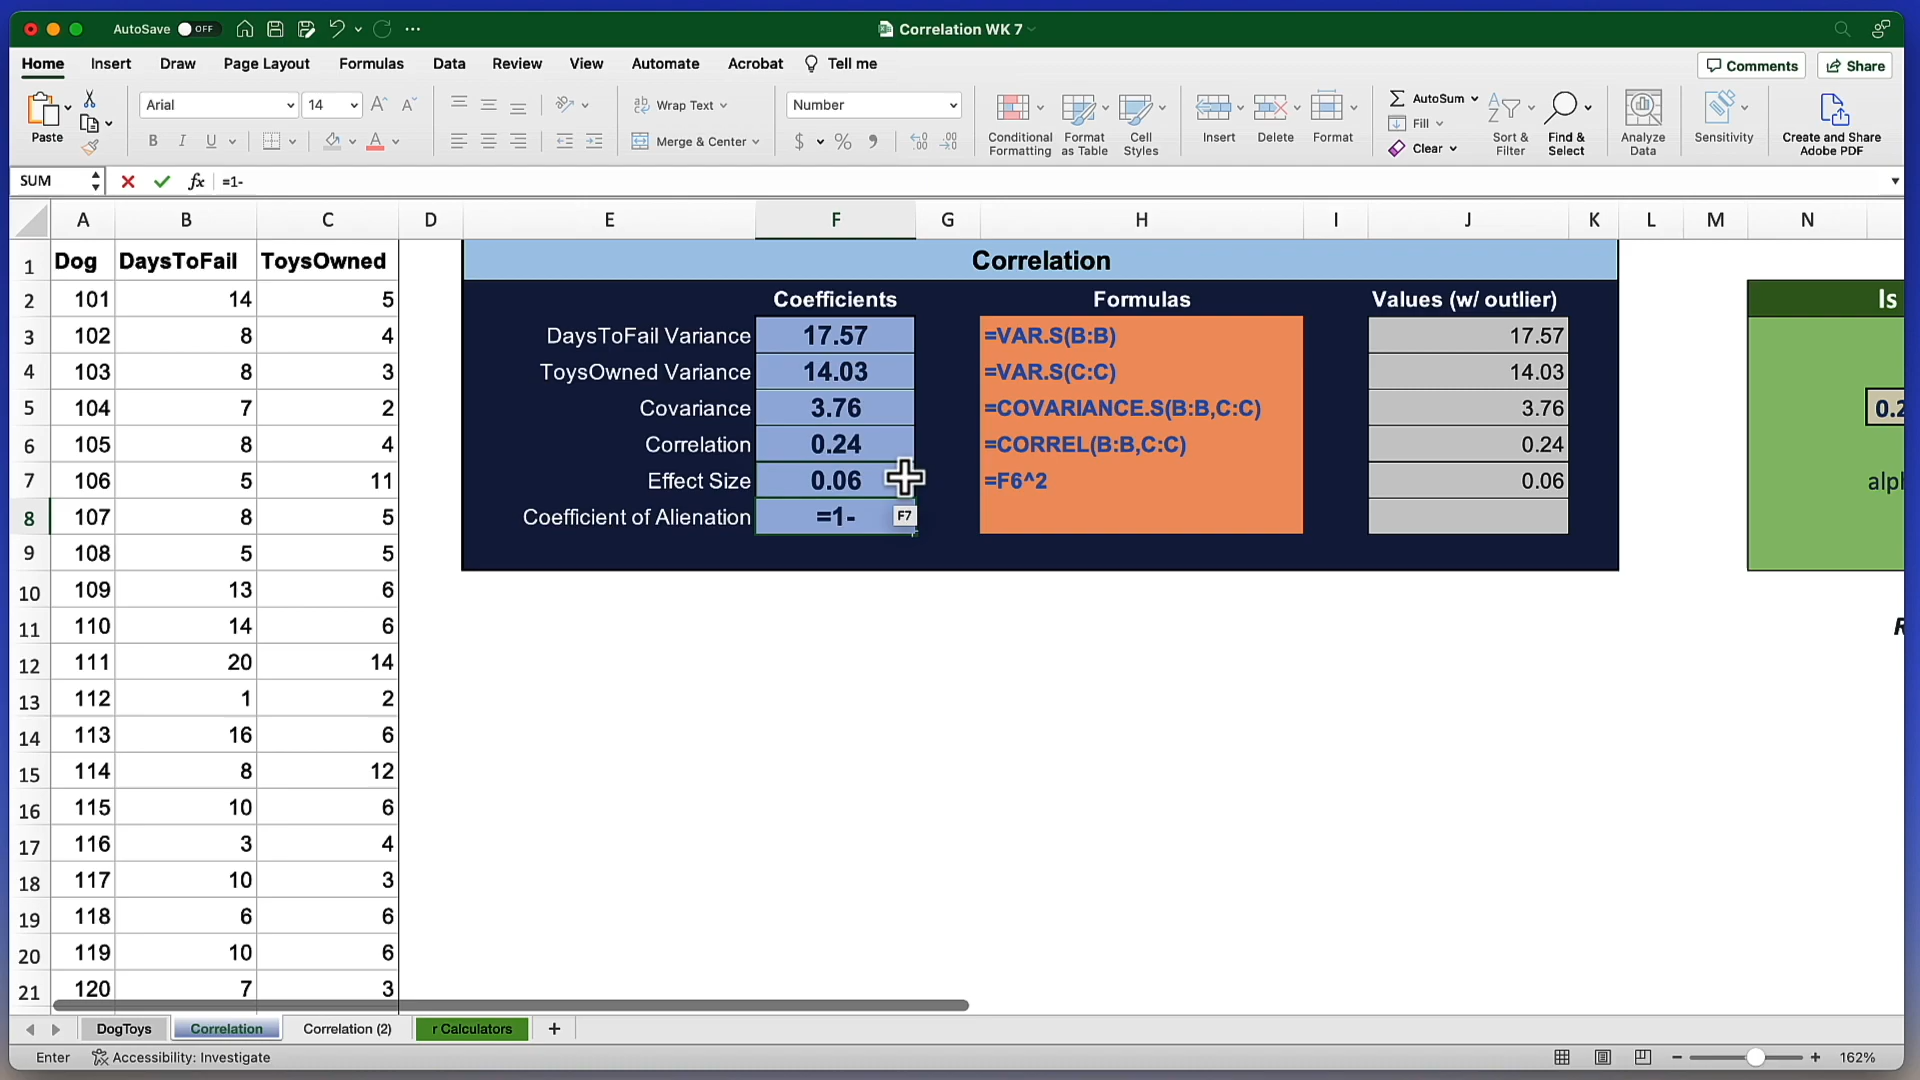 AutoSave OFF Correlation WK 7
Home Insert Draw Page Layout Formulas Data Review View Automate Acrobat Tell me Comments Share
Paste Arial 14 B I U Wrap Text Merge & Center Number $ % Conditional Formatting Format as Table Cell Styles Insert Delete Format AutoSum Fill Clear Sort & Filter Find & Select Analyze Data Sensitivity Create and Share Adobe PDF
SUM fx =1-
A B C D E F G H I J K L M N
1 Dog DaysToFail ToysOwned Correlation
2 101 14 5 Coefficients Formulas Values (w/ outlier) Is
3 102 8 4 DaysToFail Variance 17.57 =VAR.S(B:B) 17.57
4 103 8 3 ToysOwned Variance 14.03 =VAR.S(C:C) 14.03
5 104 7 2 Covariance 3.76 =COVARIANCE.S(B:B,C:C) 3.76
6 105 8 4 Correlation 0.24 =CORREL(B:B,C:C) 0.24
7 106 5 11 Effect Size 0.06 =F6^2 0.06
8 107 8 5 Coefficient of Alienation =1- F7
9 108 5 5
10 109 13 6
11 110 14 6
12 111 20 14
13 112 1 2
14 113 16 6
15 114 8 12
16 115 10 6
17 116 3 4
18 117 10 3
19 118 6 6
20 119 10 6
21 120 7 3
DogToys Correlation Correlation (2) r Calculators +
Enter Accessibility: Investigate 162%